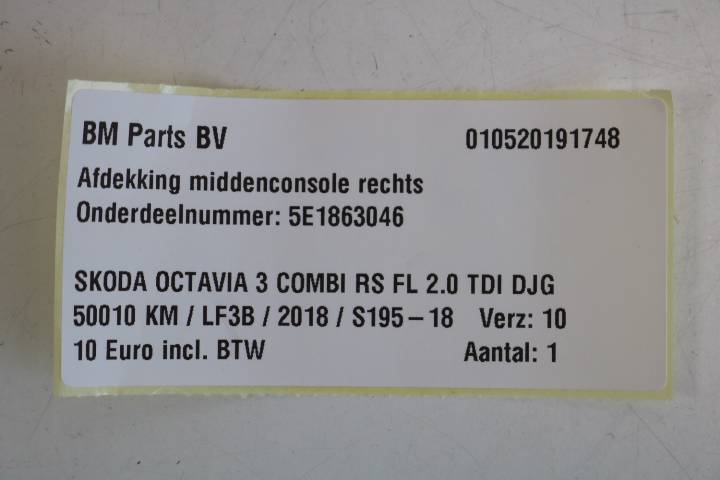 BM Parts BV 010520191748
Afdekking middenconsole rechts
Onderdeelnummer: 5E1863046
SKODA OCTAVIA 3 COMBI RS FL 2.0 TDI DJG
50010 KM / LF3B / 2018 / S195-18 Verz: 10
10 Euro incl. BTW Aantal: 1